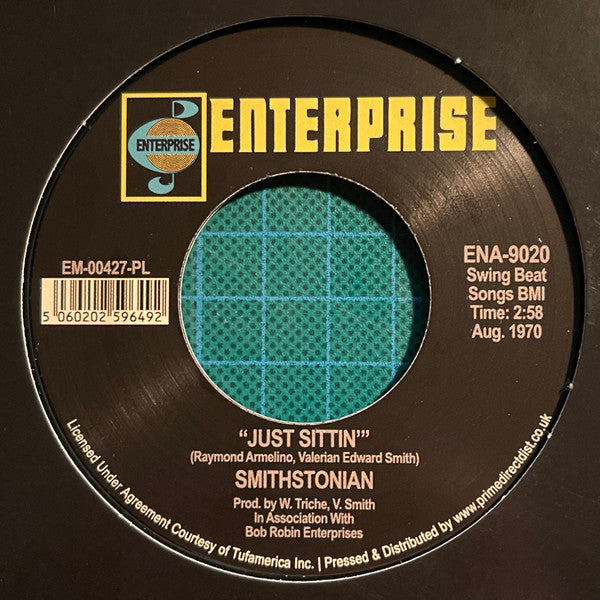 ENTERPRISE
ENTERPRISE
EM-00427-PL
5 060202 596492
ENA-9020
Swing Beat
Songs BMI
Time: 2:58
Aug. 1970
“JUST SITTIN’”
(Raymond Armelino, Valerian Edward Smith)
SMITHSTONIAN
Prod. by W. Triche, V. Smith
In Association With
Bob Robin Enterprises
Licensed Under Agreement Courtesy of Tufamerica Inc. | Pressed & Distributed by www.primedirectdist.co.uk